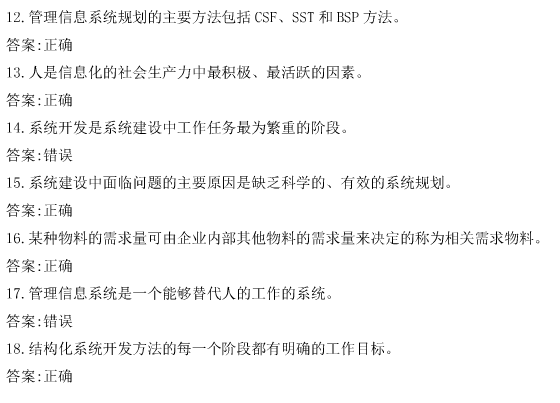 12.管理信息系统规划的主要方法包括 CSF、SST 和 BSP 方法。
答案:正确
13.人是信息化的社会生产力中最积极、最活跃的因素。
答案:正确
14.系统开发是系统建设中工作任务最为繁重的阶段。
答案:错误
15.系统建设中面临问题的主要原因是缺乏科学的、有效的系统规划。
答案:正确
16.某种物料的需求量可由企业内部其他物料的需求量来决定的称为相关需求物料。
答案:正确
17.管理信息系统是一个能够替代人的工作的系统。
答案:错误
18.结构化系统开发方法的每一个阶段都有明确的工作目标。
答案:正确